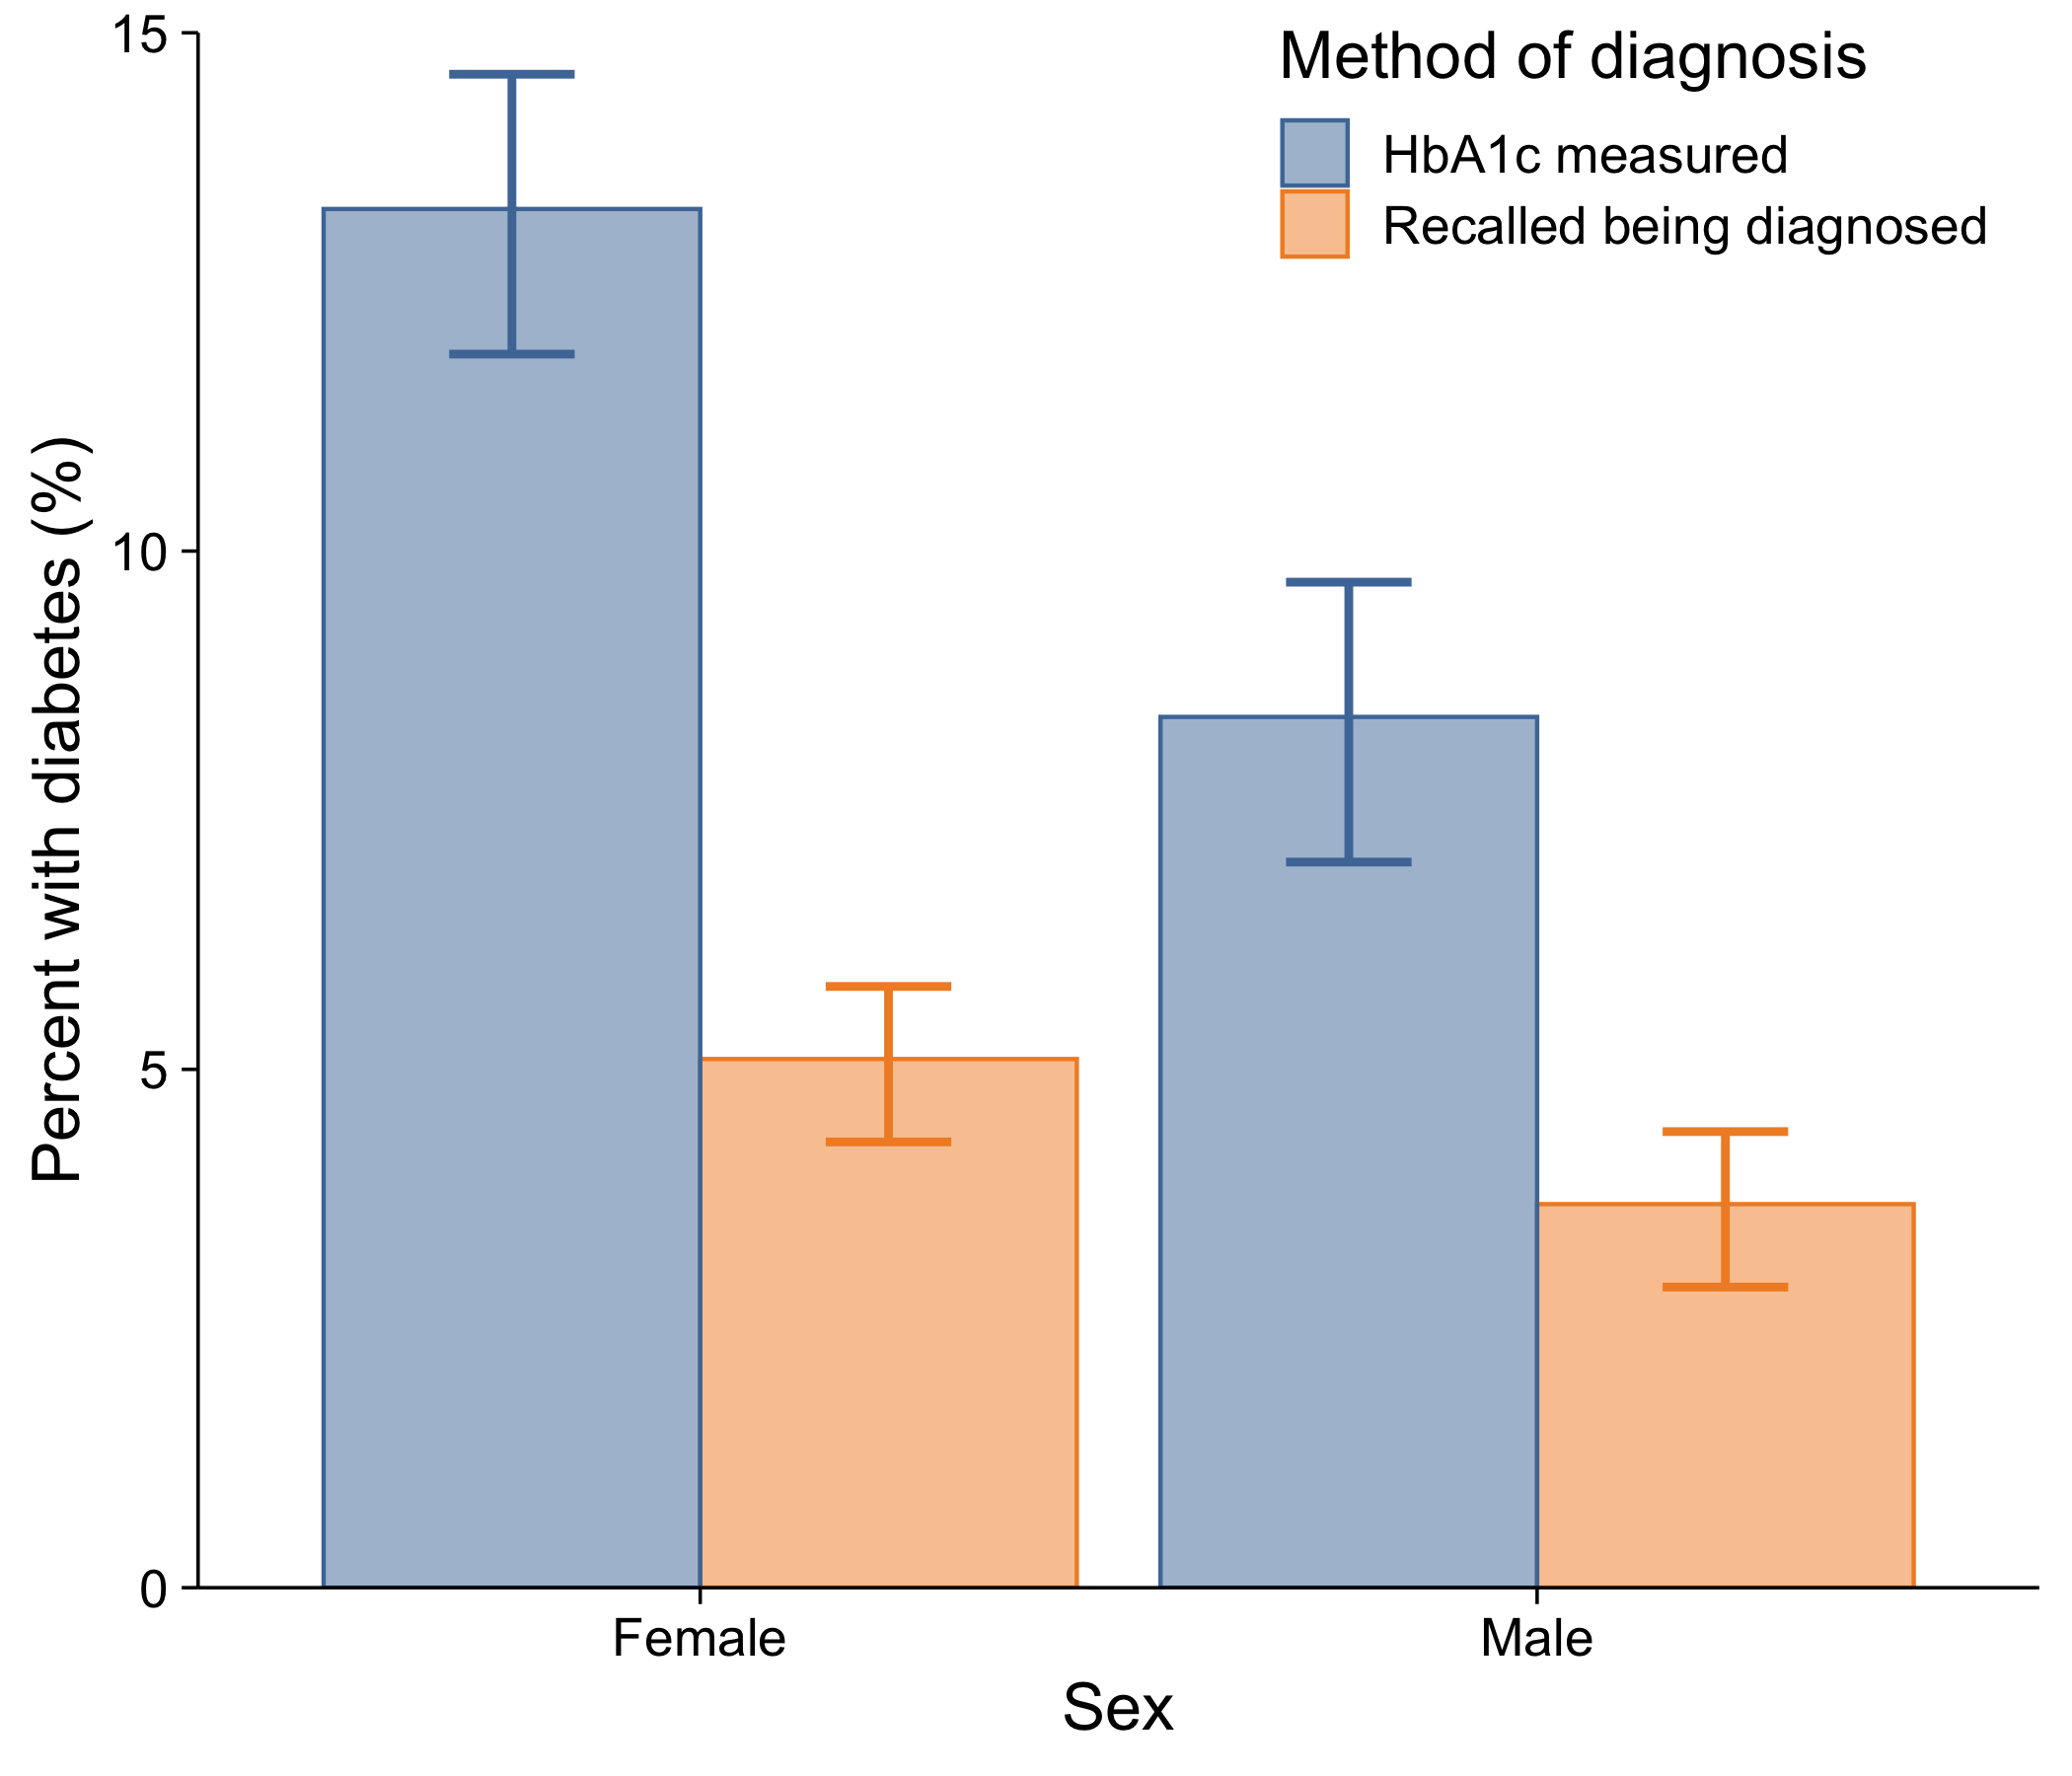 Method of diagnosis
HbA1c measured
Recalled being diagnosed
Percent with diabetes (%)
15
10
5
0
Female
Male
Sex